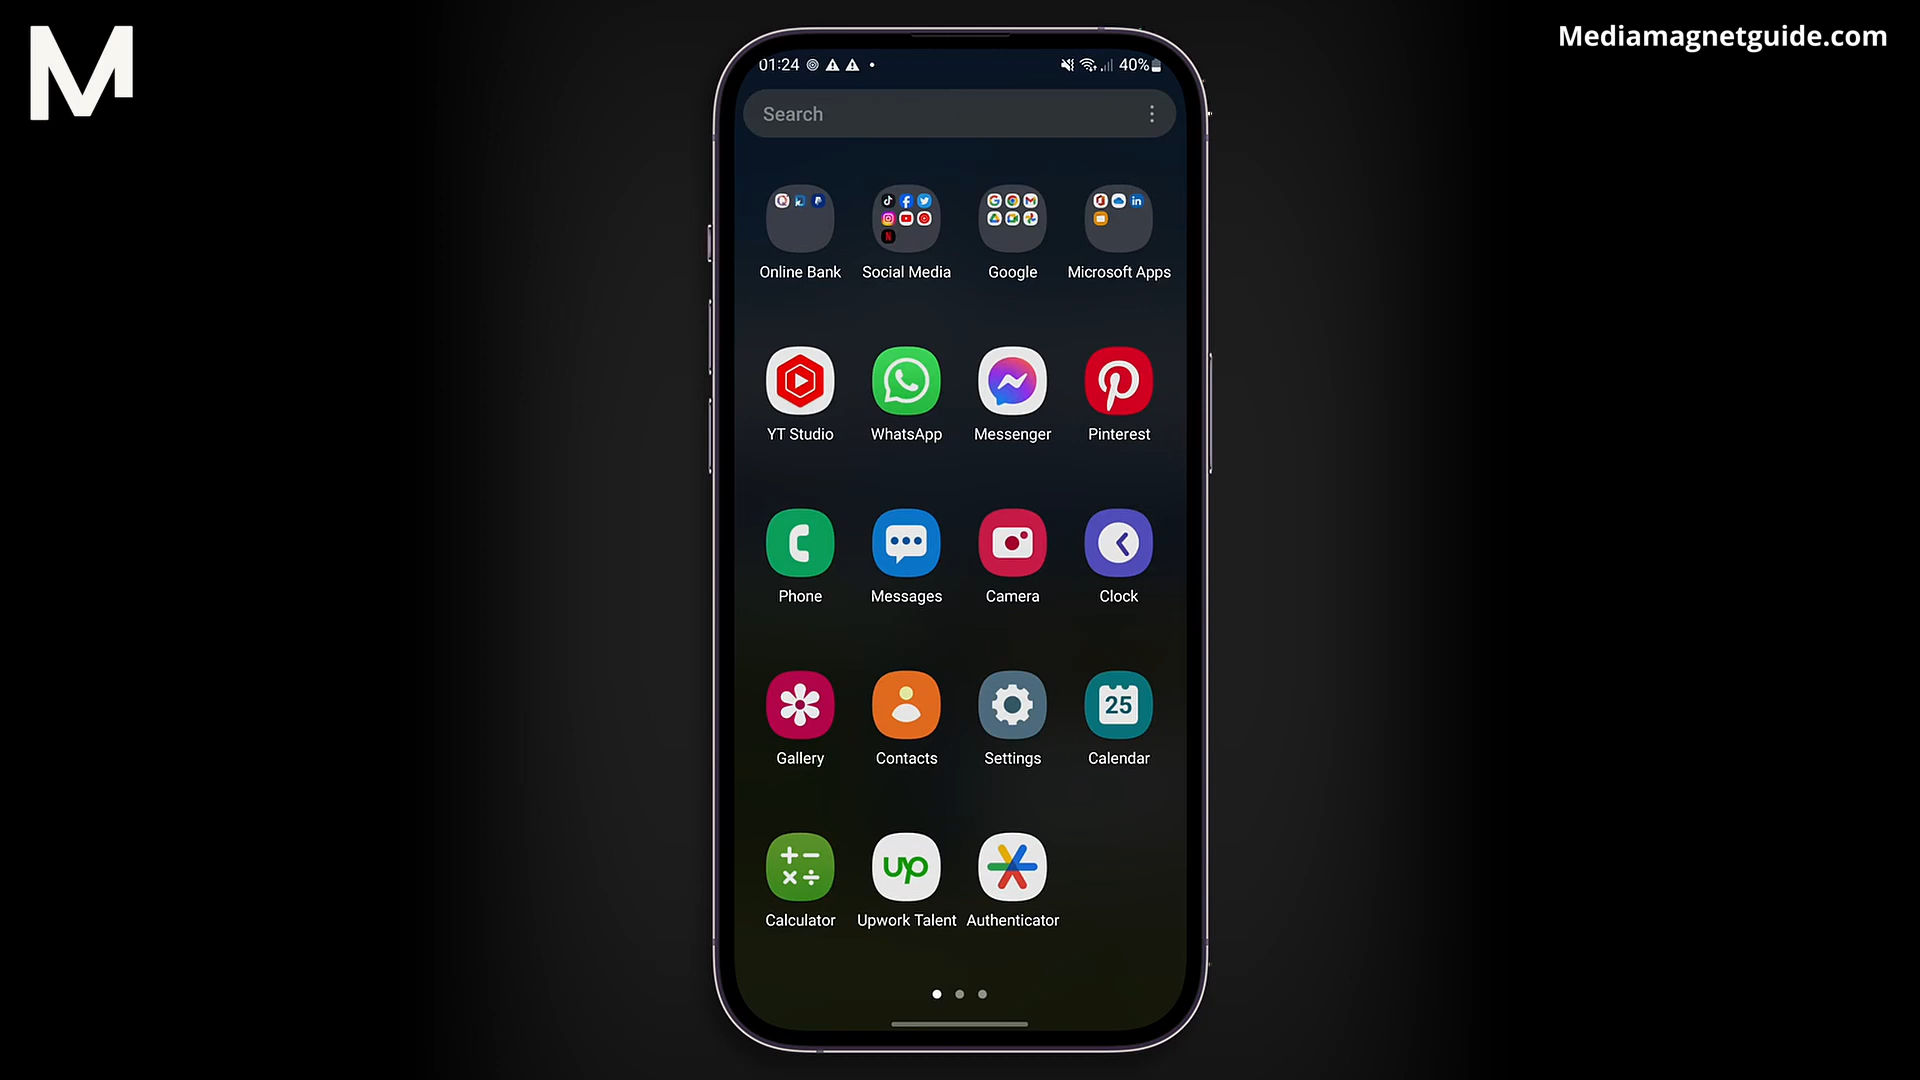 M
Mediamagnetguide.com
01:24
40%
Search
Online Bank
Social Media
Google
Microsoft Apps
YT Studio
WhatsApp
Messenger
Pinterest
Phone
Messages
Camera
Clock
Gallery
Contacts
25
Settings
Calendar
up
Calculator
Upwork Talent
Authenticator